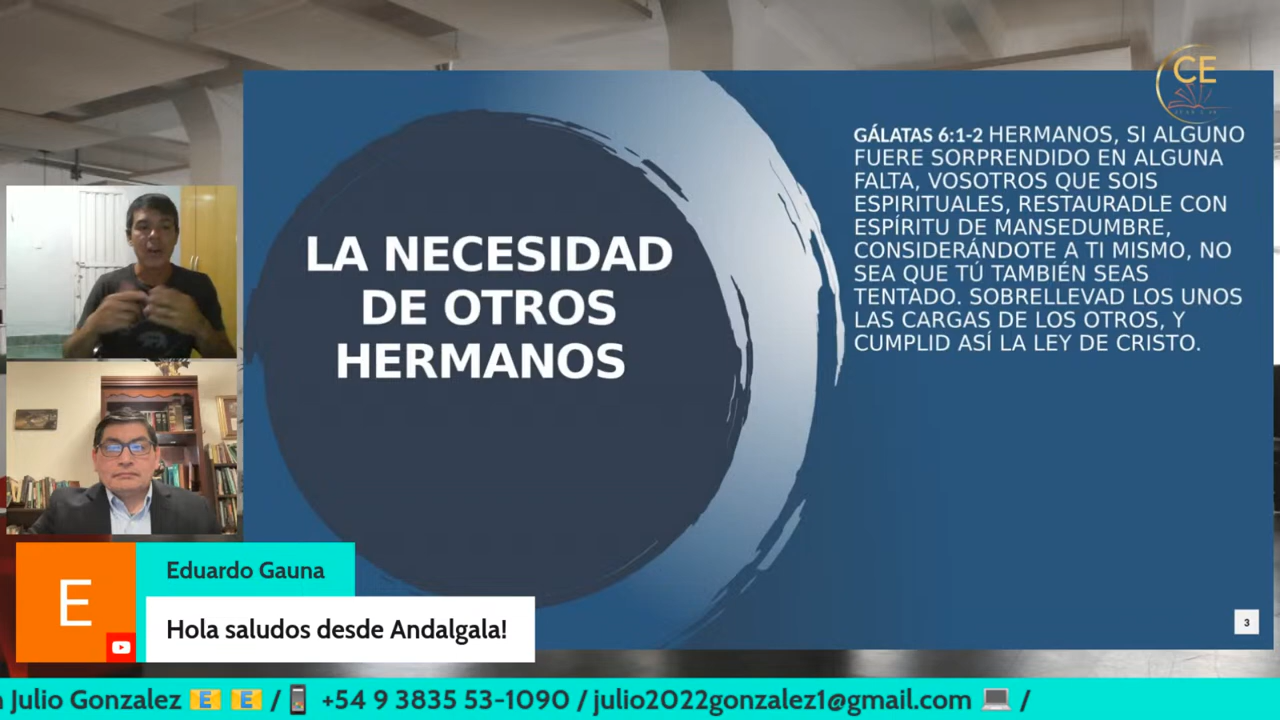 CE
LA NECESIDAD
DE OTROS
HERMANOS
GÁLATAS 6:1-2 HERMANOS, SI ALGUNO
FUERE SORPRENDIDO EN ALGUNA
FALTA, VOSOTROS QUE SOIS
ESPIRITUALES, RESTAURADLE CON
ESPÍRITU DE MANSEDUMBRE,
CONSIDERÁNDOTE A TI MISMO, NO
SEA QUE TÚ TAMBIÉN SEAS
TENTADO. SOBRELLEVAD LOS UNOS
LAS CARGAS DE LOS OTROS, Y
CUMPLID ASÍ LA LEY DE CRISTO.
3
E
Eduardo Gauna
Hola saludos desde Andalgala!
Julio Gonzalez 📧 📧 /📱 +54 9 3835 53-1090 / julio2022gonzalez1@gmail.com 💻 /